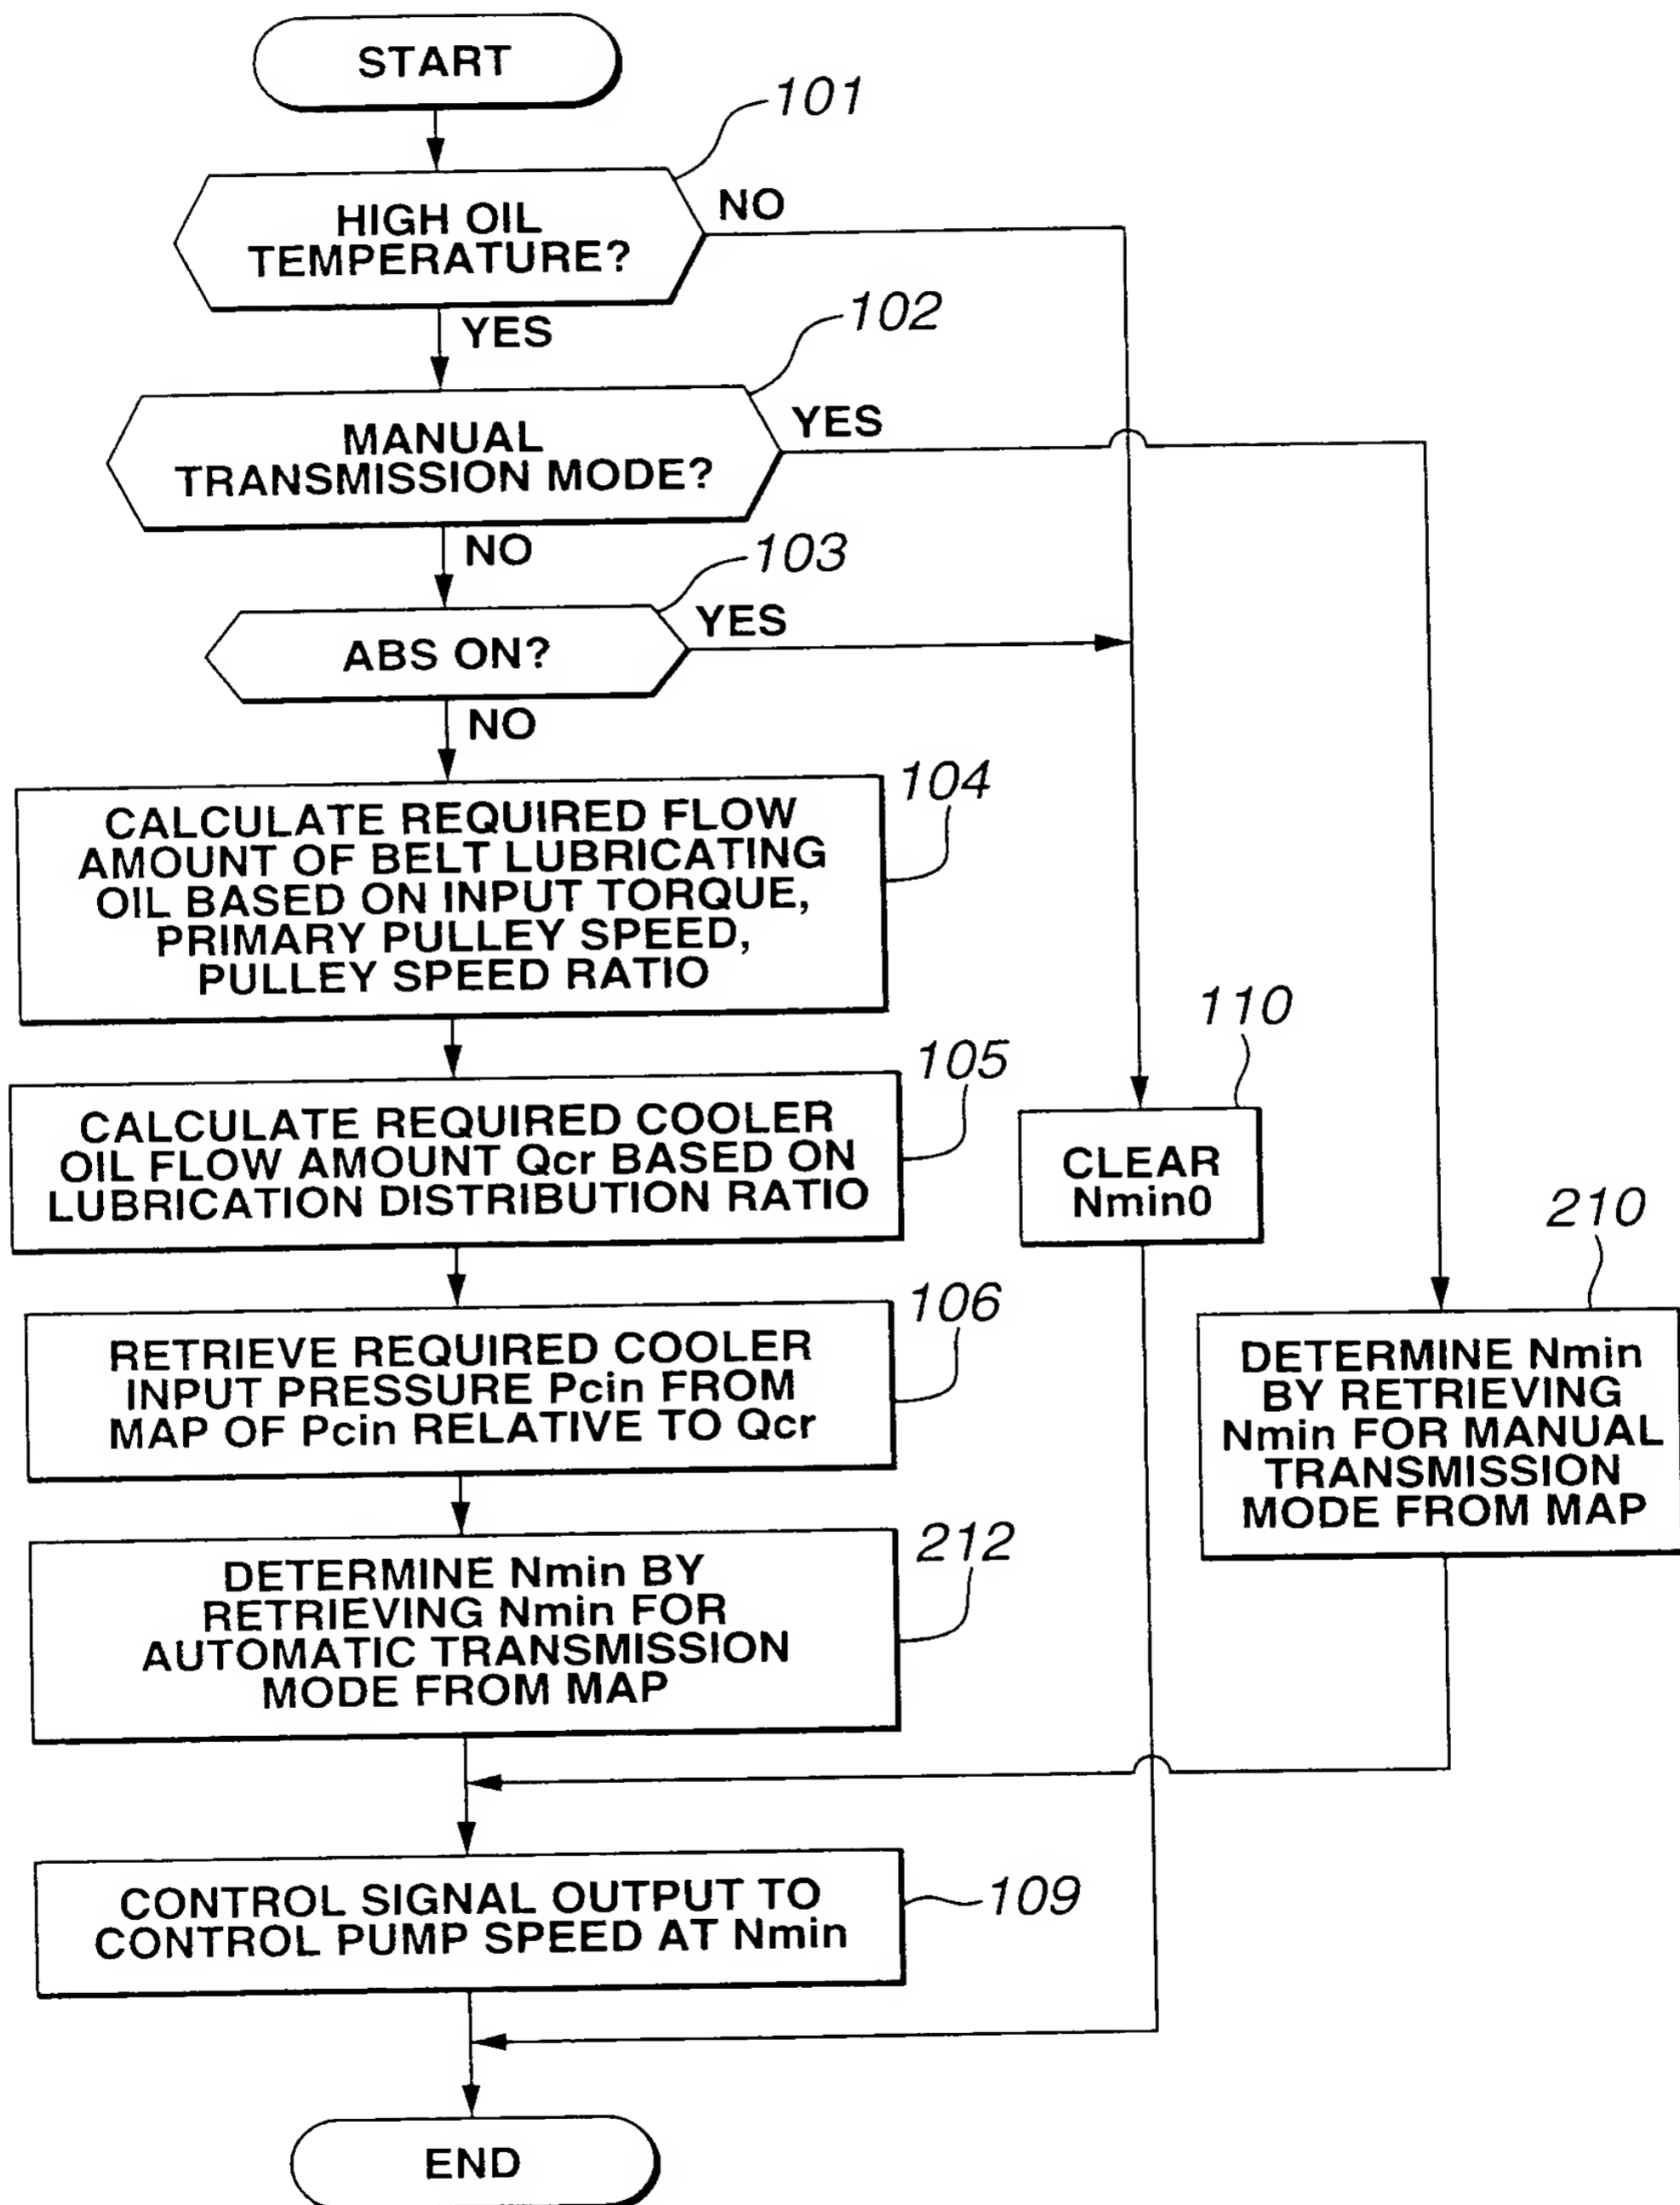 START
101
HIGH OIL
TEMPERATURE?
NO
YES
102
MANUAL
TRANSMISSION MODE?
YES
NO
103
ABS ON?
YES
NO
104
CALCULATE REQUIRED FLOW
AMOUNT OF BELT LUBRICATING
OIL BASED ON INPUT TORQUE,
PRIMARY PULLEY SPEED,
PULLEY SPEED RATIO
105
CALCULATE REQUIRED COOLER
OIL FLOW AMOUNT Qcr BASED ON
LUBRICATION DISTRIBUTION RATIO
110
CLEAR
Nmin0
106
RETRIEVE REQUIRED COOLER
INPUT PRESSURE Pcin FROM
MAP OF Pcin RELATIVE TO Qcr
210
DETERMINE Nmin
BY RETRIEVING
Nmin FOR MANUAL
TRANSMISSION
MODE FROM MAP
212
DETERMINE Nmin BY
RETRIEVING Nmin FOR
AUTOMATIC TRANSMISSION
MODE FROM MAP
109
CONTROL SIGNAL OUTPUT TO
CONTROL PUMP SPEED AT Nmin
END